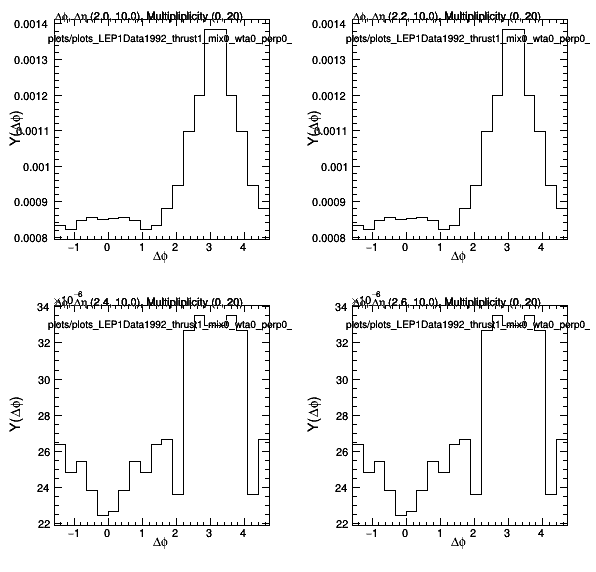 Δϕ, Δη (2.0, 10.0), Multipliplicity (0, 20)
plots/plots_LEP1Data1992_thrust1_mix0_wta0_perp0_
Y(Δϕ)
0.0014
0.0013
0.0012
0.0011
0.001
0.0009
0.0008
−1 0 1 2 3 4
Δϕ
Δϕ, Δη (2.2, 10.0), Multipliplicity (0, 20)
plots/plots_LEP1Data1992_thrust1_mix0_wta0_perp0_
Y(Δϕ)
0.0014
0.0013
0.0012
0.0011
0.001
0.0009
0.0008
−1 0 1 2 3 4
Δϕ
×10⁻⁶
Δϕ, Δη (2.4, 10.0), Multipliplicity (0, 20)
plots/plots_LEP1Data1992_thrust1_mix0_wta0_perp0_
Y(Δϕ)
34
32
30
28
26
24
22
−1 0 1 2 3 4
Δϕ
×10⁻⁶
Δϕ, Δη (2.6, 10.0), Multipliplicity (0, 20)
plots/plots_LEP1Data1992_thrust1_mix0_wta0_perp0_
Y(Δϕ)
34
32
30
28
26
24
22
−1 0 1 2 3 4
Δϕ